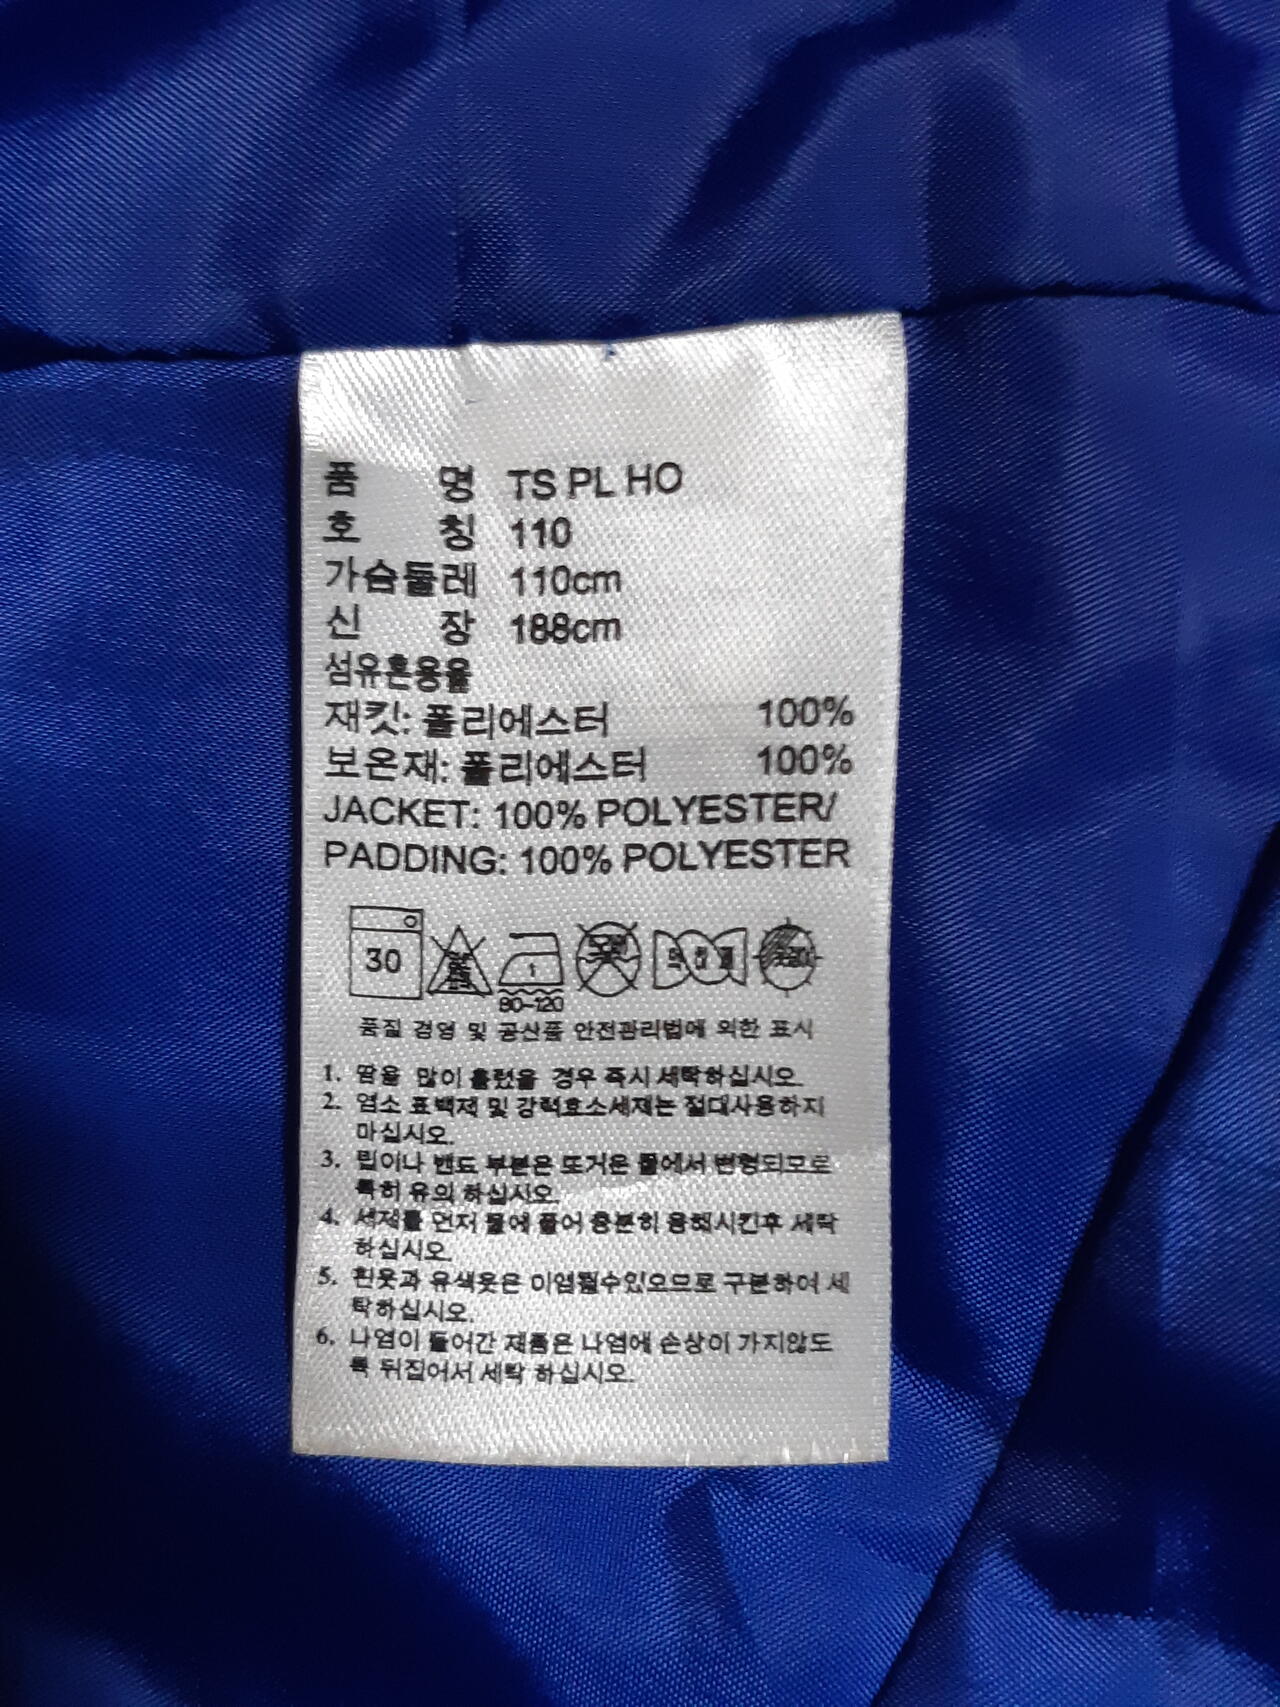 품 명 TS PL HO
호 칭 110
가슴둘레 110cm
신 장 188cm
섬유혼용율
재킷: 폴리에스터 100%
보온재: 폴리에스터 100%
JACKET: 100% POLYESTER/
PADDING: 100% POLYESTER
30
1
80~120
품질 경영 및 공산품 안전관리법에 의한 표시
1. 땀을 많이 흘렸을 경우 즉시 세탁하십시오.
2. 염소 표백제 및 강력효소세제는 절대사용하지
마십시오.
3. 립이나 밴드 부분은 뜨거운 물에서 변형되므로
특히 유의 하십시오.
4. 세제를 먼저 물에 풀어 충분히 용해시킨후 세탁
하십시오.
5. 흰옷과 유색옷은 이염될수있으므로 구분하여 세
탁하십시오.
6. 나염이 들어간 제품은 나염에 손상이 가지않도
록 뒤집어서 세탁 하십시오.